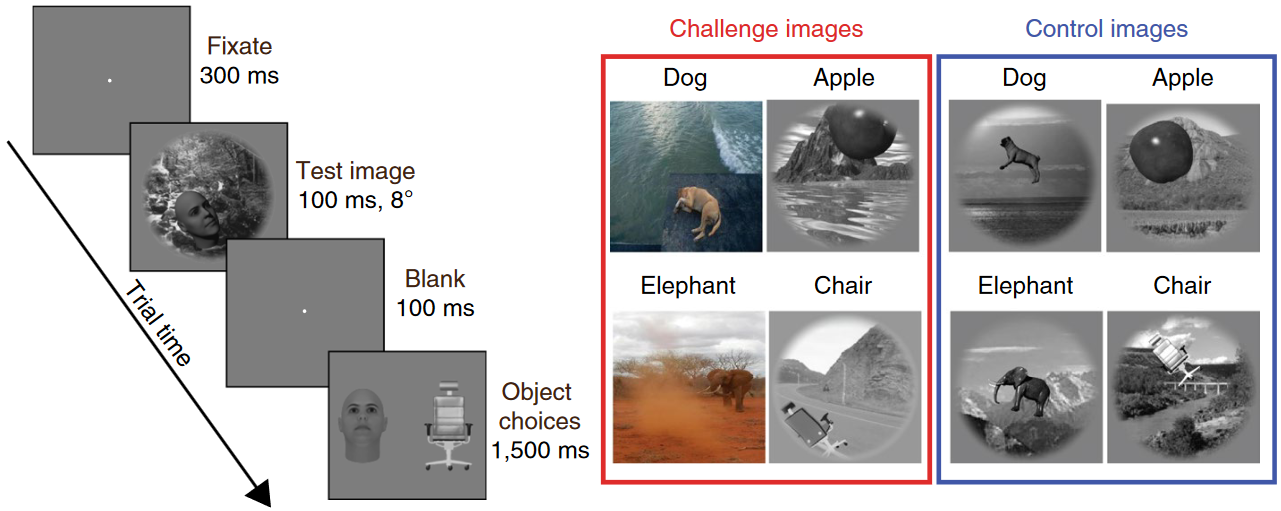 Fixate
300 ms
Test image
100 ms, 8°
Blank
100 ms
Object
choices
1,500 ms
Trial time
Challenge images
Dog
Apple
Elephant
Chair
Control images
Dog
Apple
Elephant
Chair